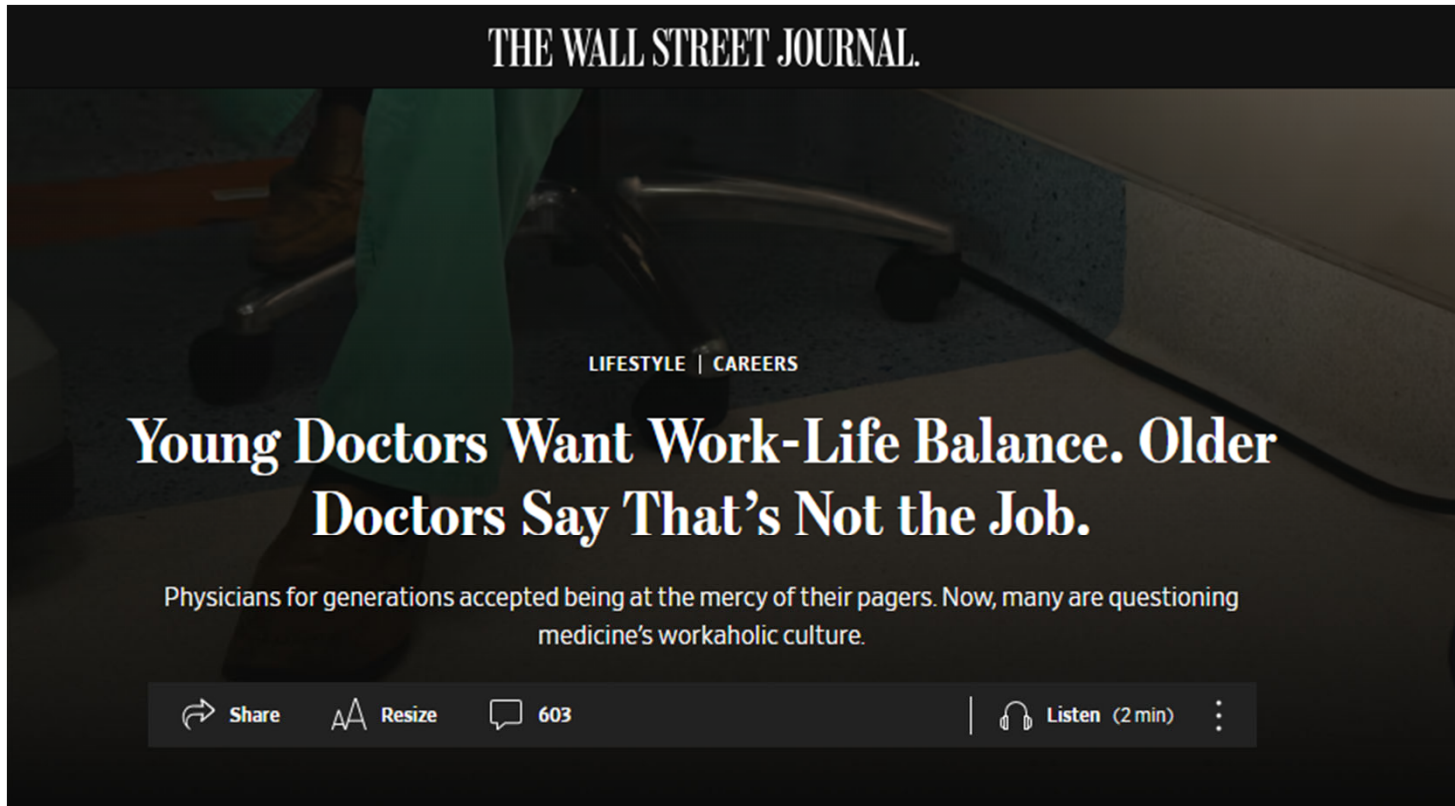 THE WALL STREET JOURNAL.
LIFESTYLE | CAREERS
Young Doctors Want Work-Life Balance. Older
Doctors Say That’s Not the Job.
Physicians for generations accepted being at the mercy of their pagers. Now, many are questioning
medicine’s workaholic culture.
Share AA Resize 603 | Listen (2 min)